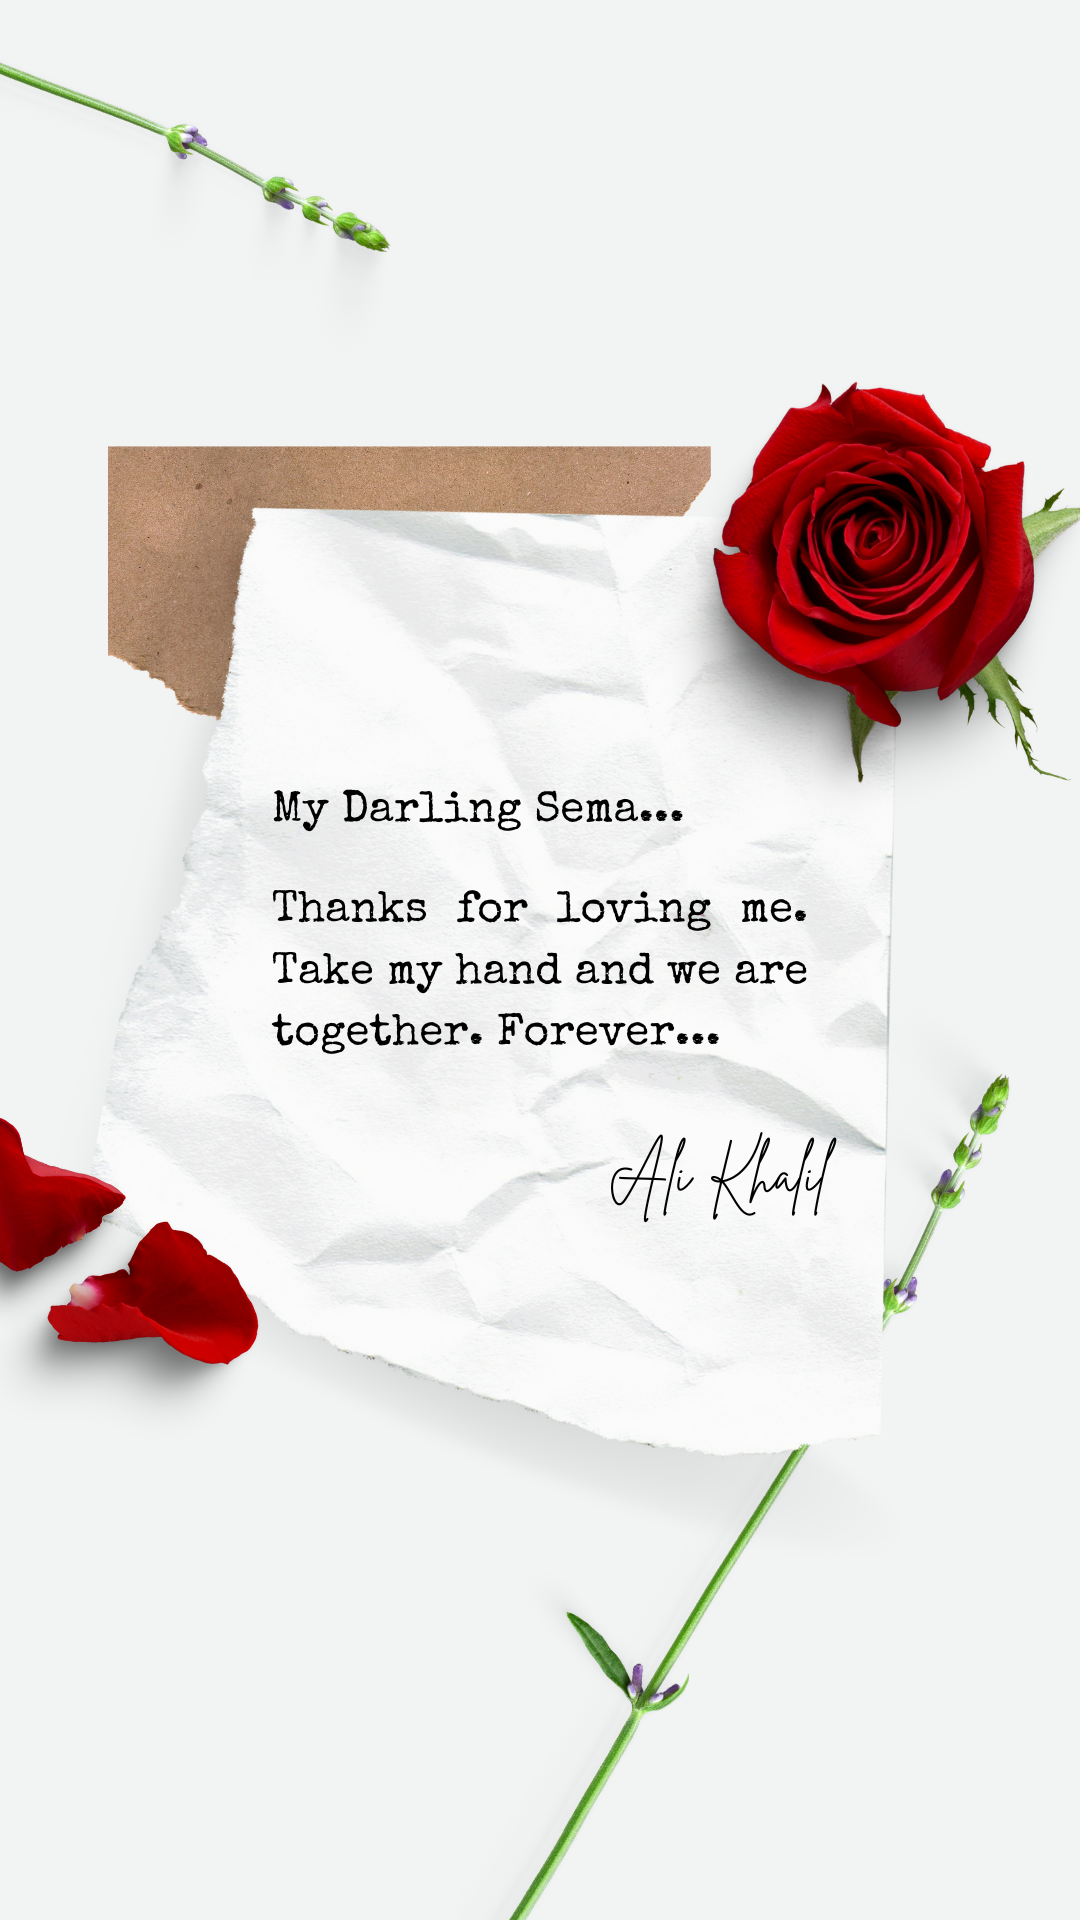 My Darling Sema...
Thanks for loving me.
Take my hand and we are
together. Forever...
Ali Khalil